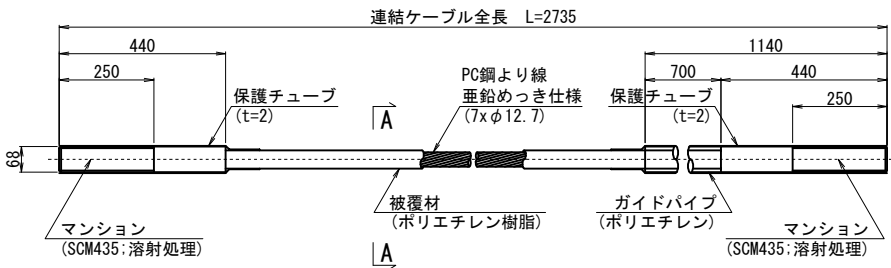 連結ケーブル全長 L=2735
440
1140
250
700
440
250
保護チューブ
(t=2)
A
PC鋼より線
亜鉛めっき仕様
(7xφ12.7)
保護チューブ
(t=2)
68
マンション
(SCM435;溶射処理)
被覆材
(ポリエチレン樹脂)
ガイドパイプ
(ポリエチレン)
マンション
(SCM435;溶射処理)
A